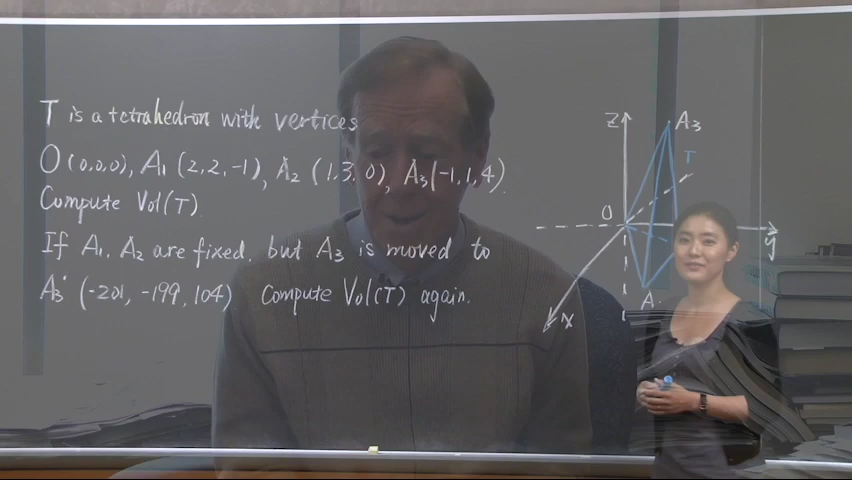 T is a tetrahedron with vertices
O (0,0,0), A₁ (2,2,-1), A₂ (1,3,0), A₃(-1,1,4).
Compute Vol(T).
If A₁, A₂ are fixed, but A₃ is moved to
A₃' (-201, -199, 104) Compute Vol(T) again.
Z
A₃
T
O
y
A
x